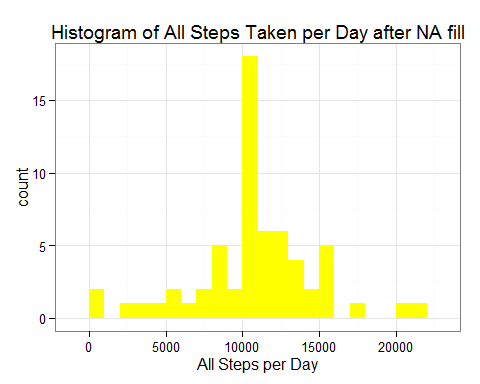 Histogram of All Steps Taken per Day after NA fill
15
10
5
0
count
0 5000 10000 15000 20000
All Steps per Day